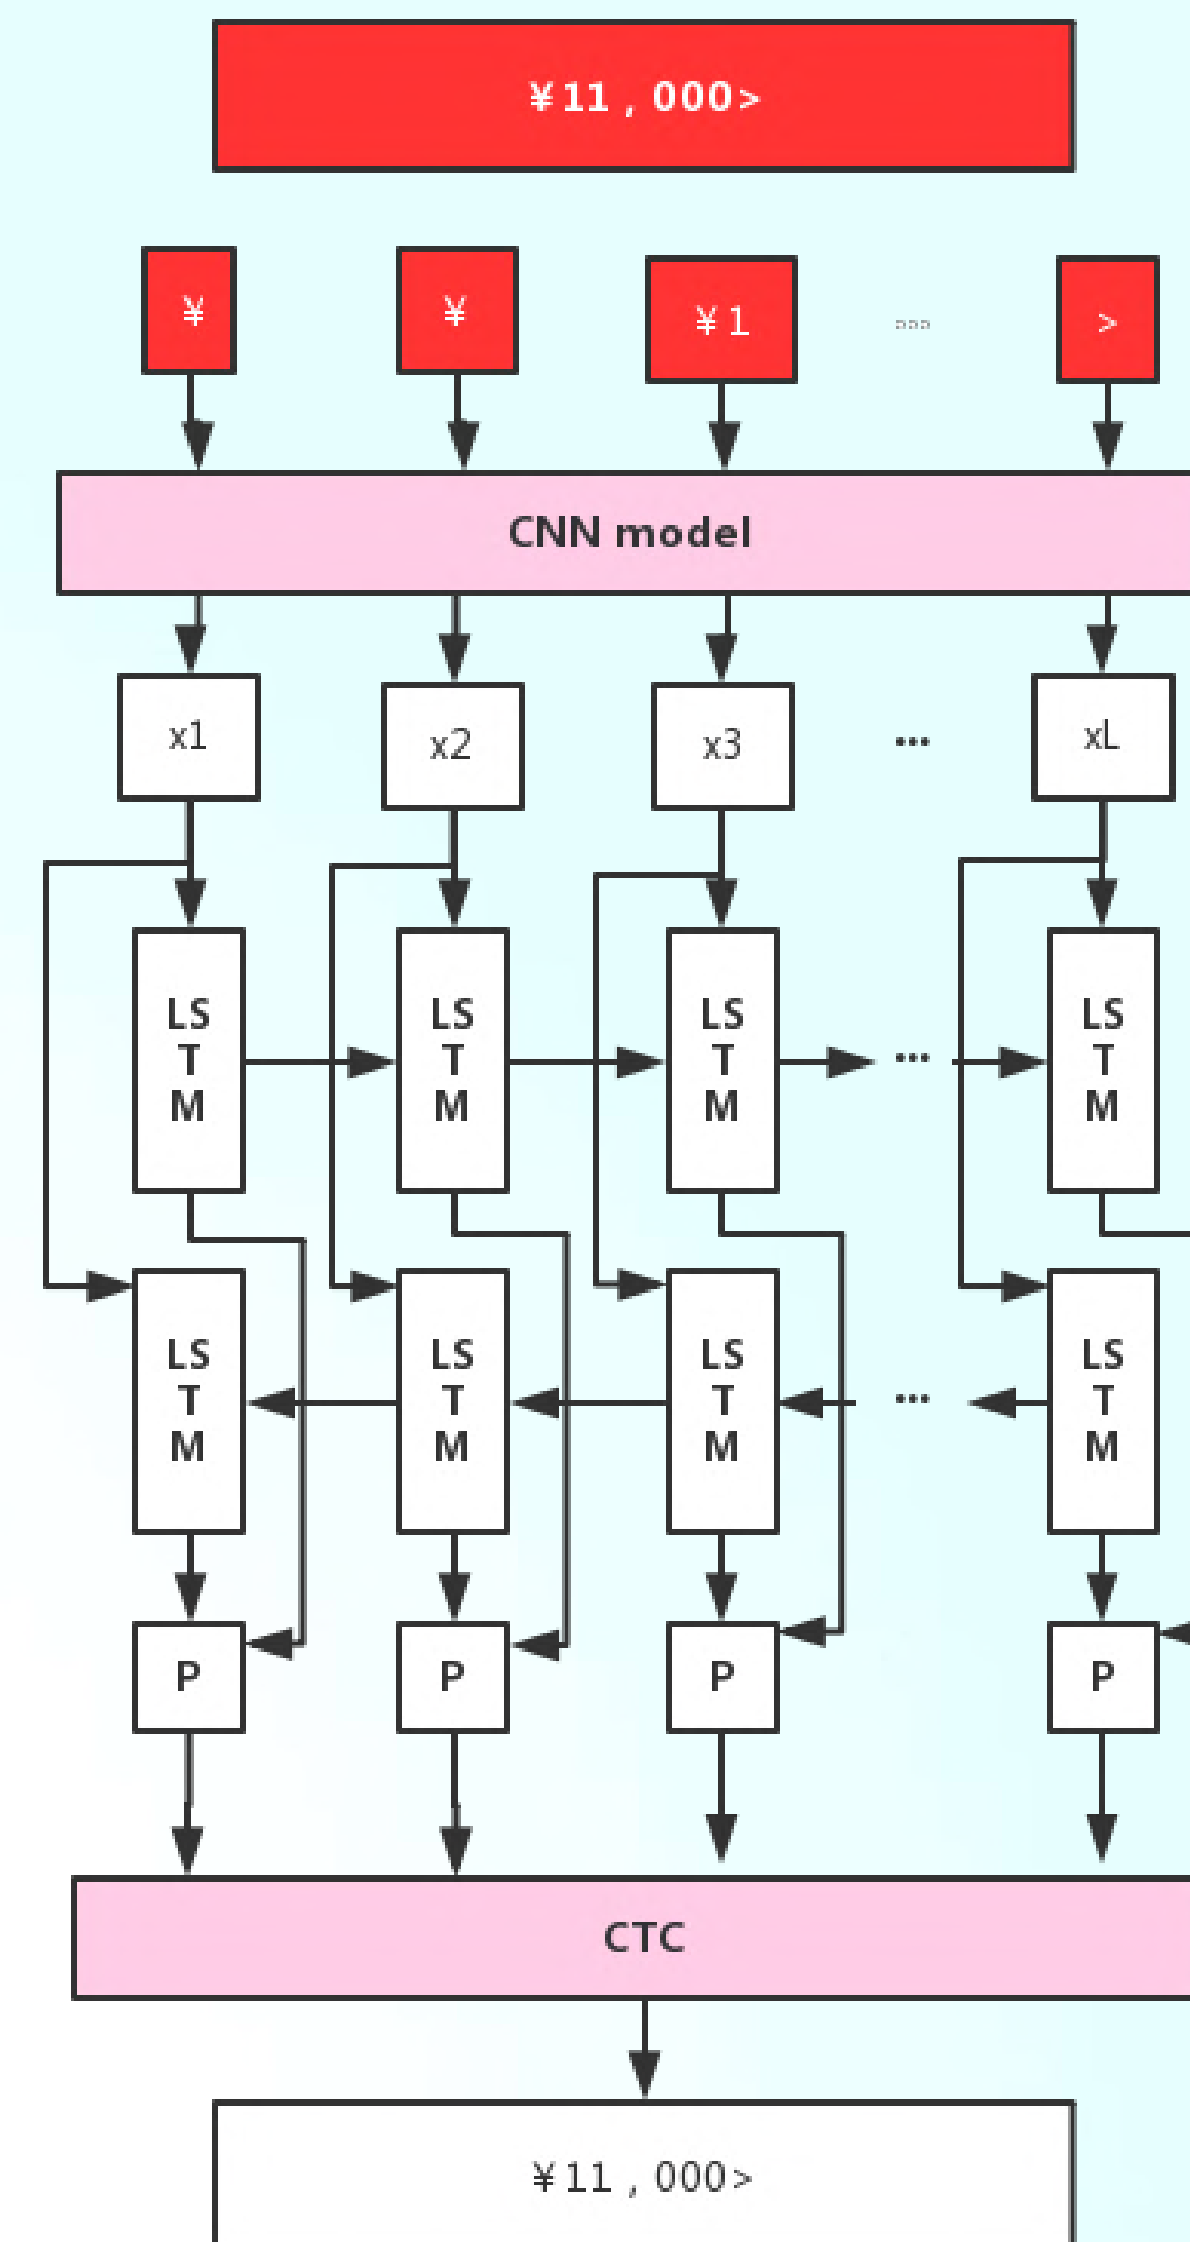 ¥11 , 000>
¥ ¥ ¥1 ... >
CNN model
x1 x2 x3 ... xL
LS LS LS LS
T T ... T
M M M M
LS LS LS LS
T T T ... T
M M M M
P P P P
CTC
¥11 , 000>